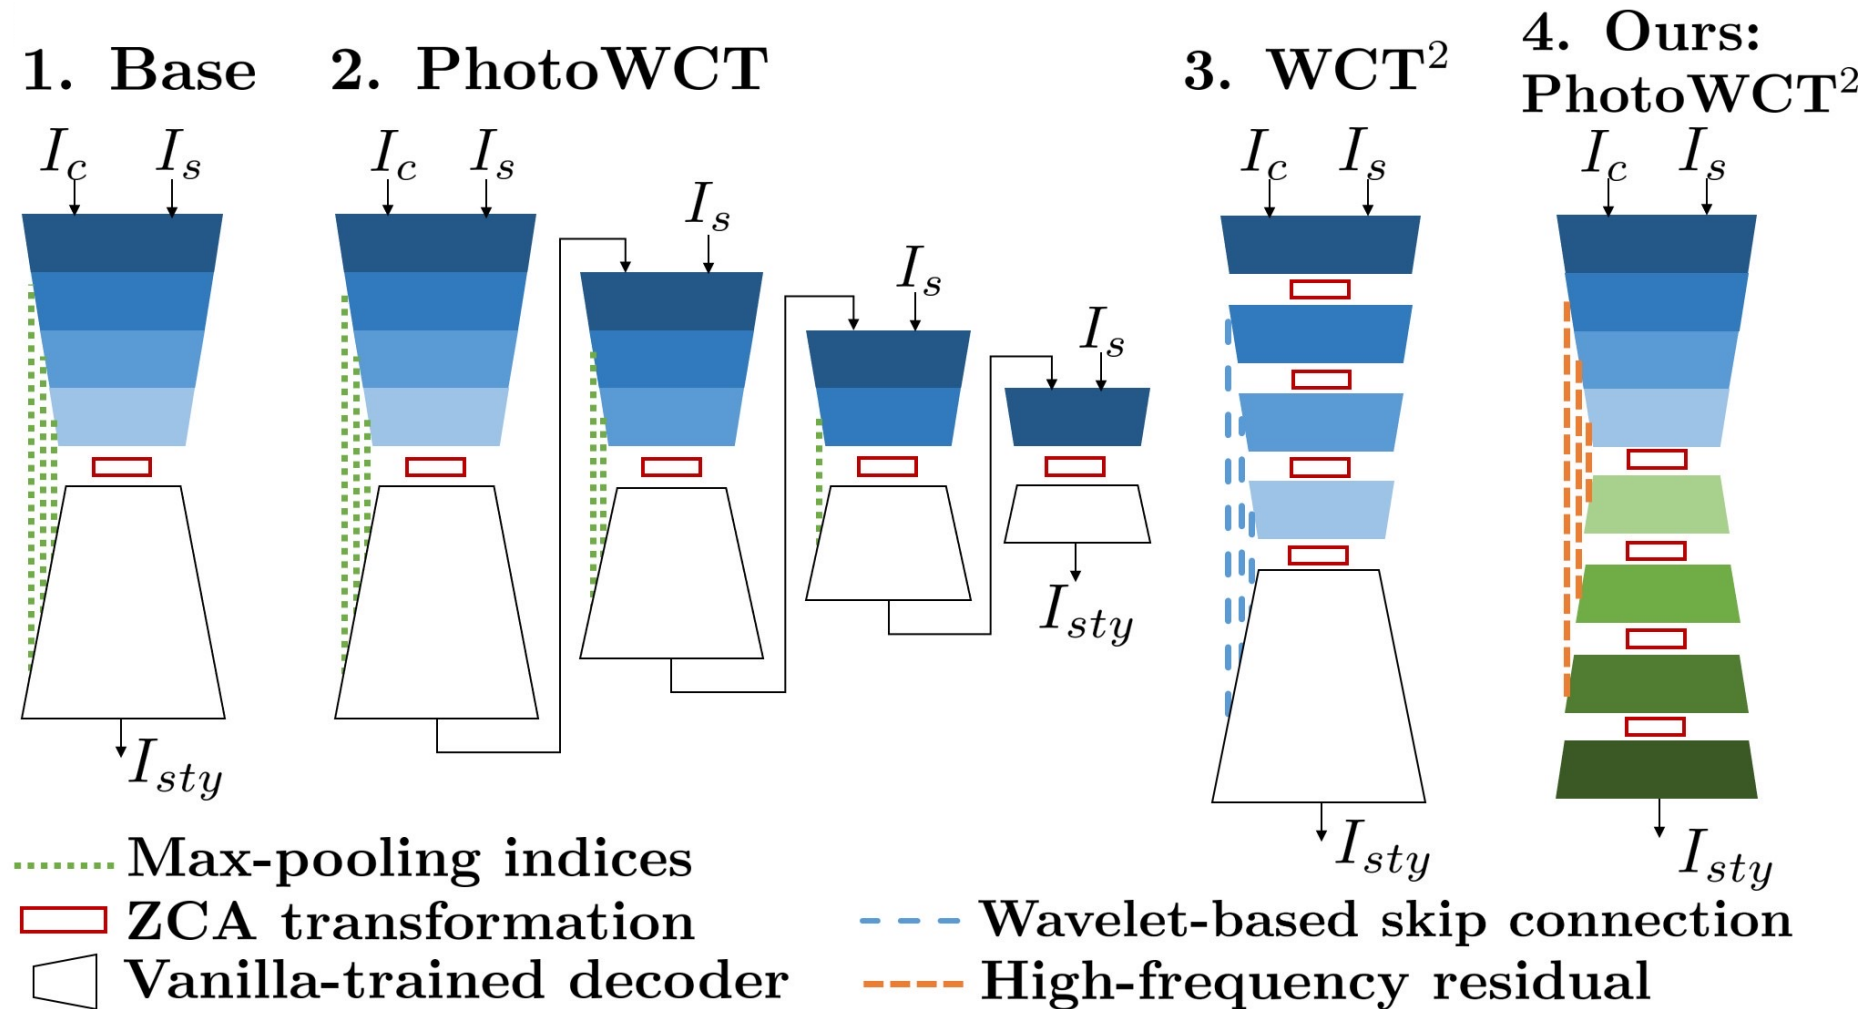 1. Base
2. PhotoWCT
3. WCT²
4. Ours:
PhotoWCT²
I_c I_s
I_c I_s
I_s
I_s
I_s
I_c I_s
I_c I_s
I_sty
I_sty
I_sty
I_sty
Max-pooling indices
ZCA transformation
Vanilla-trained decoder
Wavelet-based skip connection
High-frequency residual